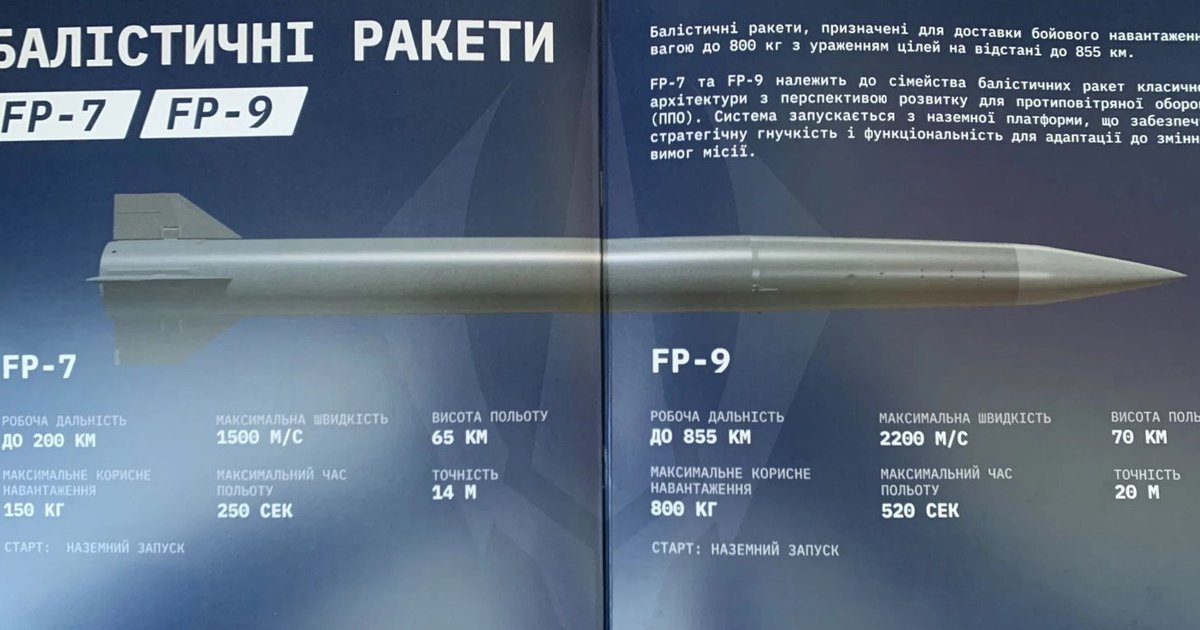 БАЛІСТИЧНІ РАКЕТИ
FP-7
FP-9
Балістичні ракети, призначені для доставки бойового
вагою до 800 кг з ураженням цілей на відстані до 855 км.
FP-7 та FP-9 належить до сімейства балістичних ракет
архітектури з перспективою розвитку для протиповітряної
(ППО). Система запускається з наземної платформи, що
стратегічну гнучкість і функціональність для адаптації до
вимог місії.
FP-7
РОБОЧА ДАЛЬНІСТЬ
ДО 200 КМ
МАКСИМАЛЬНА ШВИДКІСТЬ
1500 М/С
ВИСОТА ПОЛЬОТУ
65 КМ
МАКСИМАЛЬНЕ КОРИСНЕ
НАВАНТАЖЕННЯ
150 КГ
МАКСИМАЛЬНИЙ ЧАС
ПОЛЬОТУ
250 СЕК
ТОЧНІСТЬ
14 М
СТАРТ: НАЗЕМНИЙ ЗАПУСК
FP-9
РОБОЧА ДАЛЬНІСТЬ
ДО 855 КМ
МАКСИМАЛЬНА ШВИДКІСТЬ
2200 М/С
ВИСОТА
70 КМ
МАКСИМАЛЬНЕ КОРИСНЕ
НАВАНТАЖЕННЯ
800 КГ
МАКСИМАЛЬНИЙ ЧАС
ПОЛЬОТУ
520 СЕК
ТОЧНІСТЬ
20 М
СТАРТ: НАЗЕМНИЙ ЗАПУСК